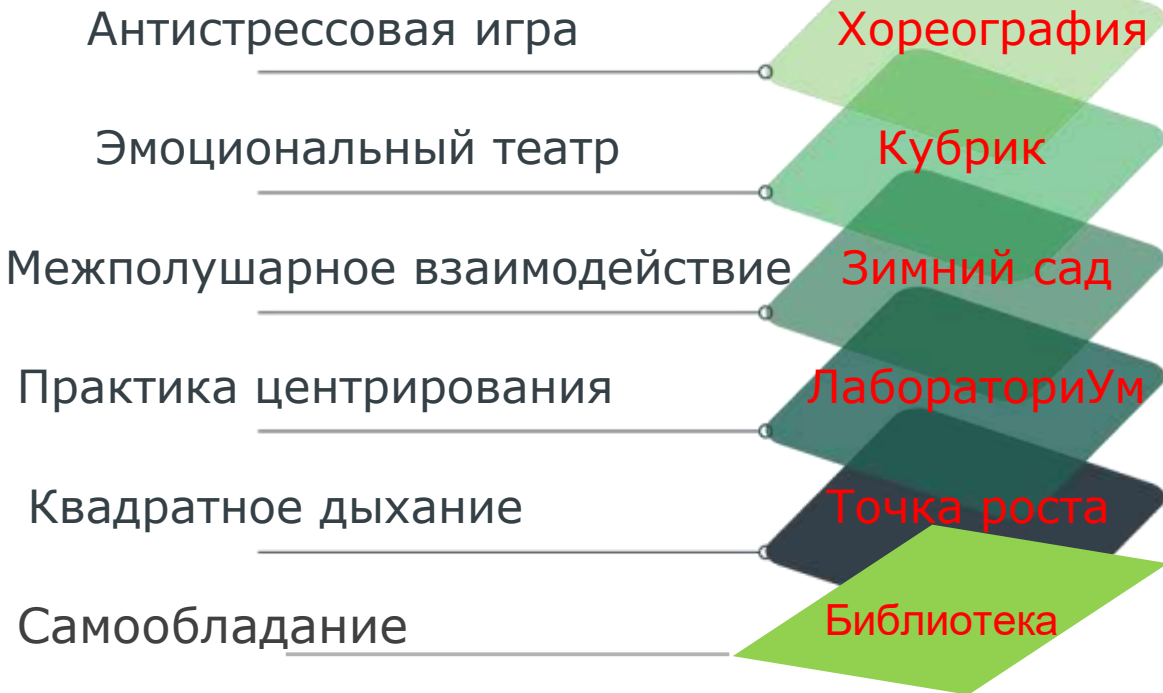 Антистрессовая игра Хореография
Эмоциональный театр Кубрик
Межполушарное взаимодействие Зимний сад
Практика центрирования ЛабораториУм
Квадратное дыхание Точка роста
Самообладание Библиотека